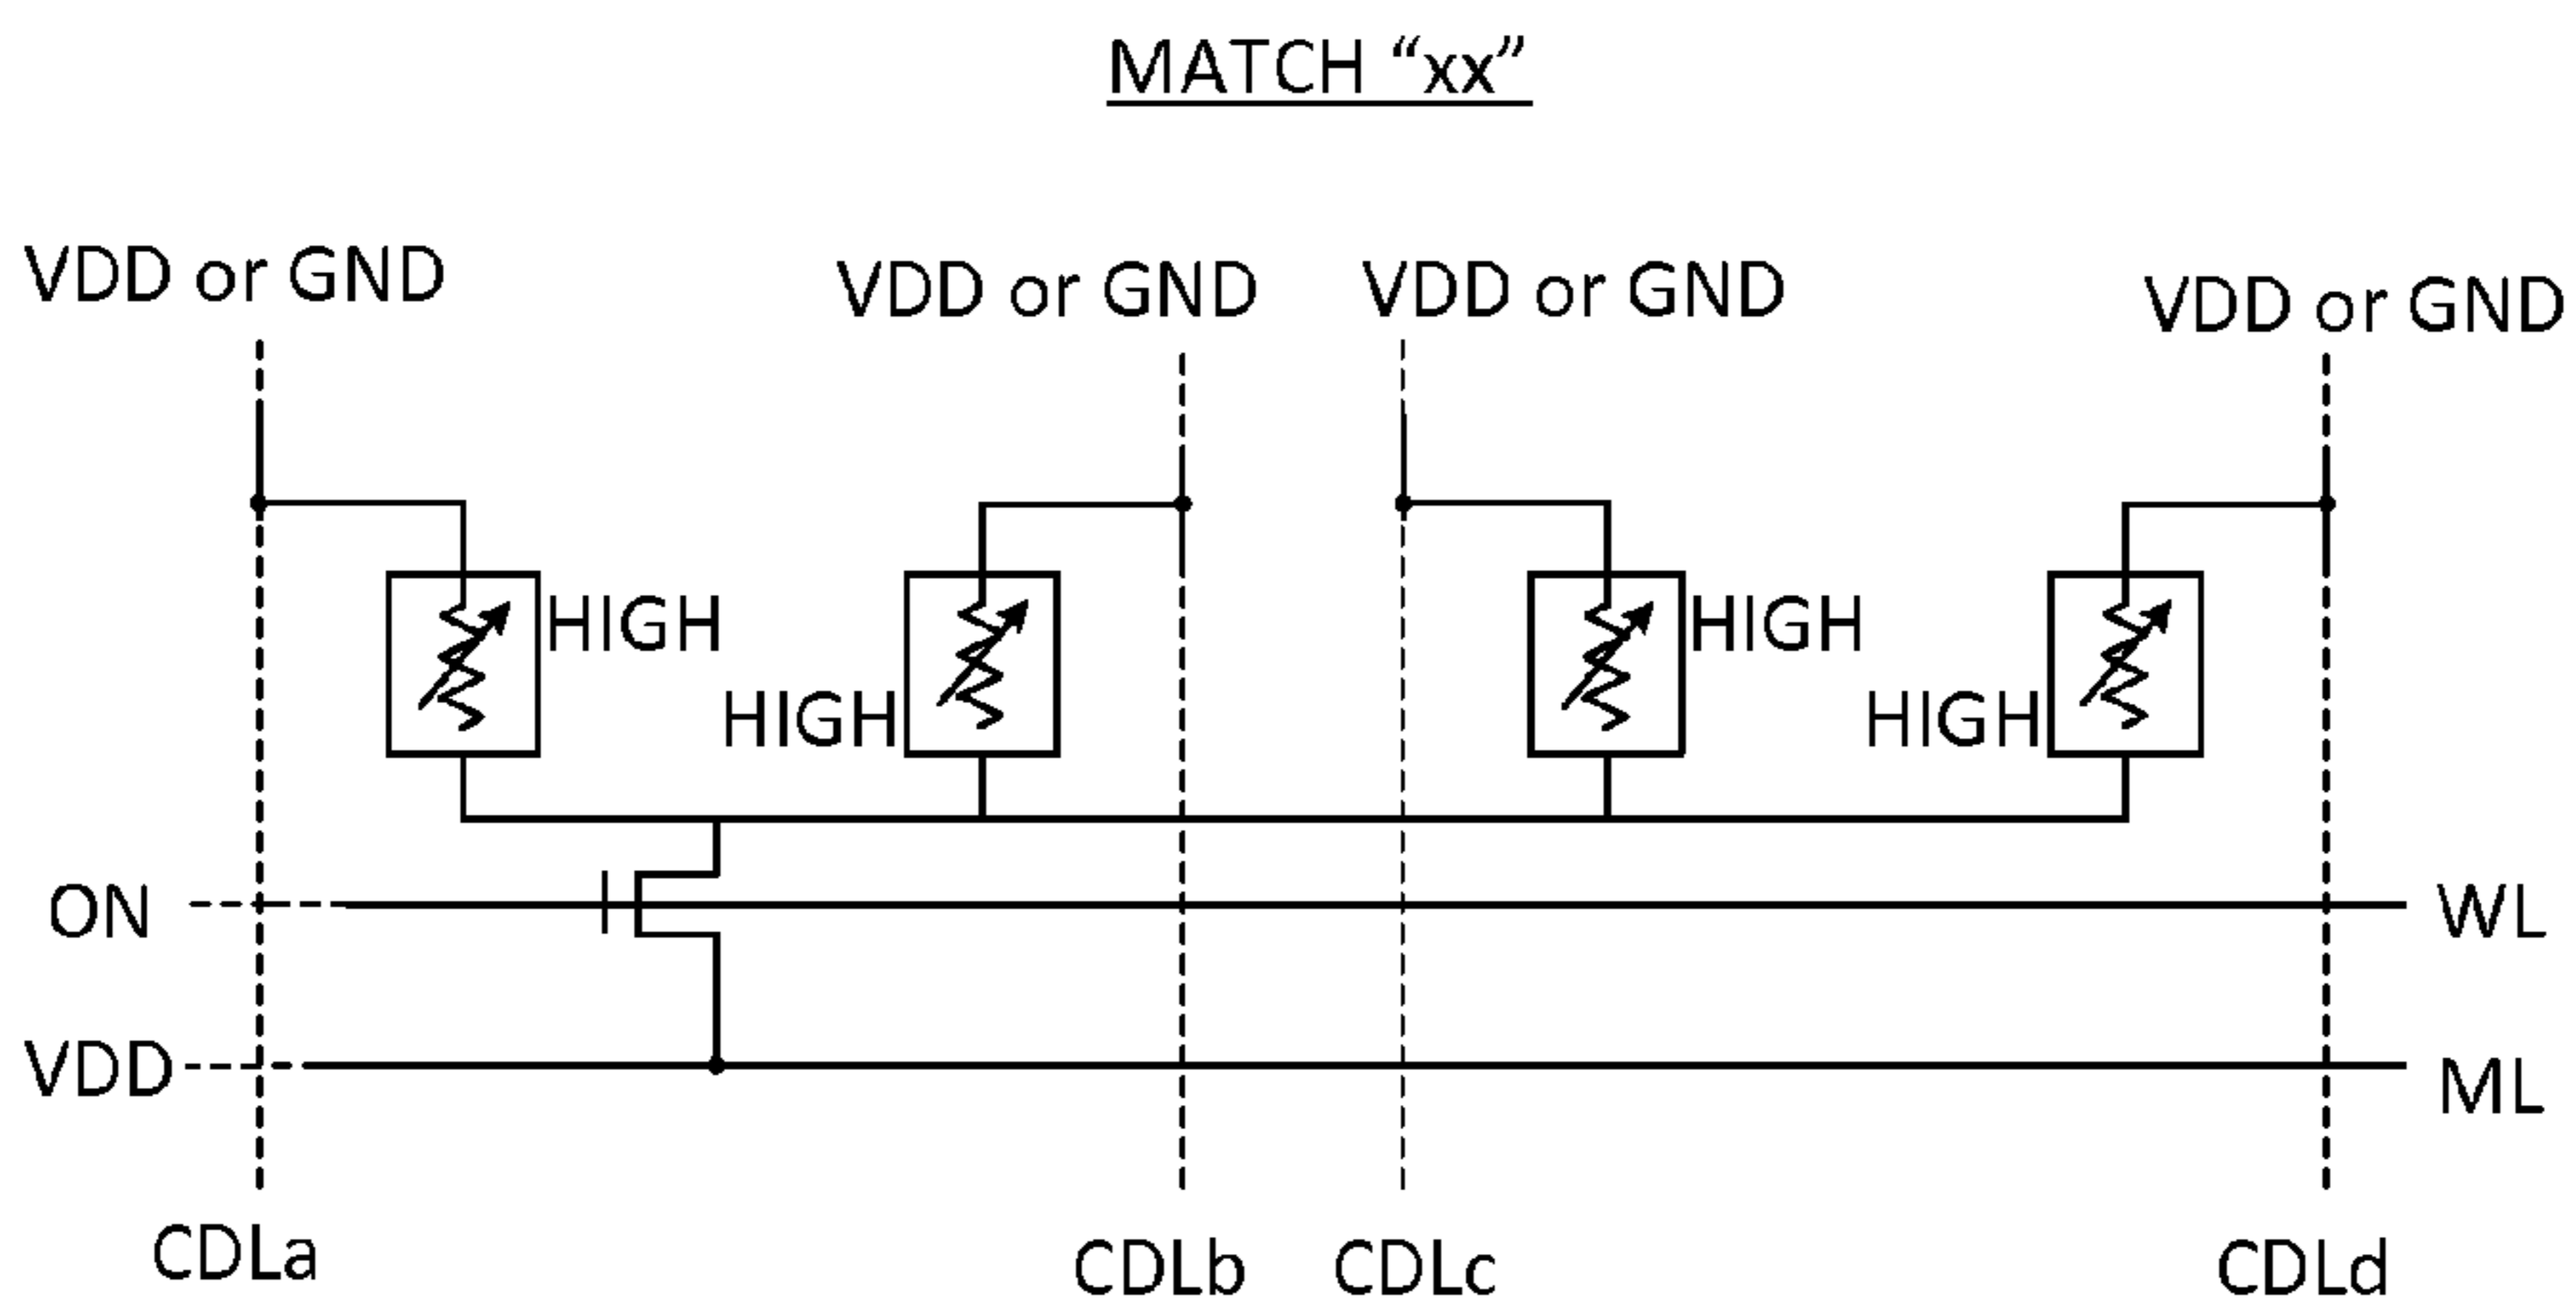 MATCH “xx”
VDD or GND
VDD or GND
VDD or GND
VDD or GND
HIGH
HIGH
HIGH
HIGH
ON
WL
VDD
ML
CDLa
CDLb
CDLc
CDLd